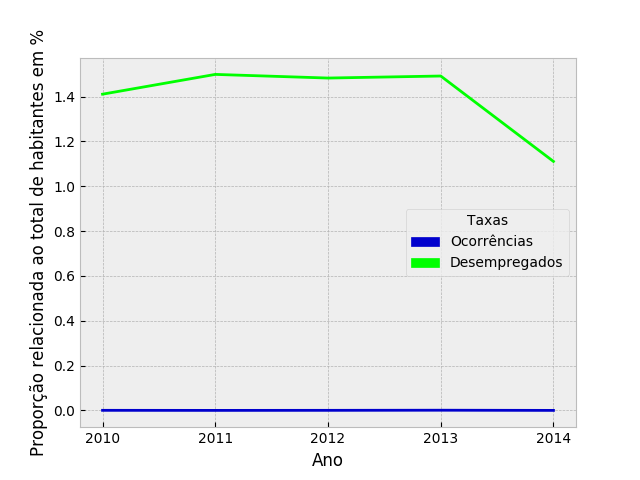 Proporção relacionada ao total de habitantes em %
1.4
1.2
1.0
0.8
0.6
0.4
0.2
0.0
Taxas
Ocorrências
Desempregados
2010 2011 2012 2013 2014
Ano